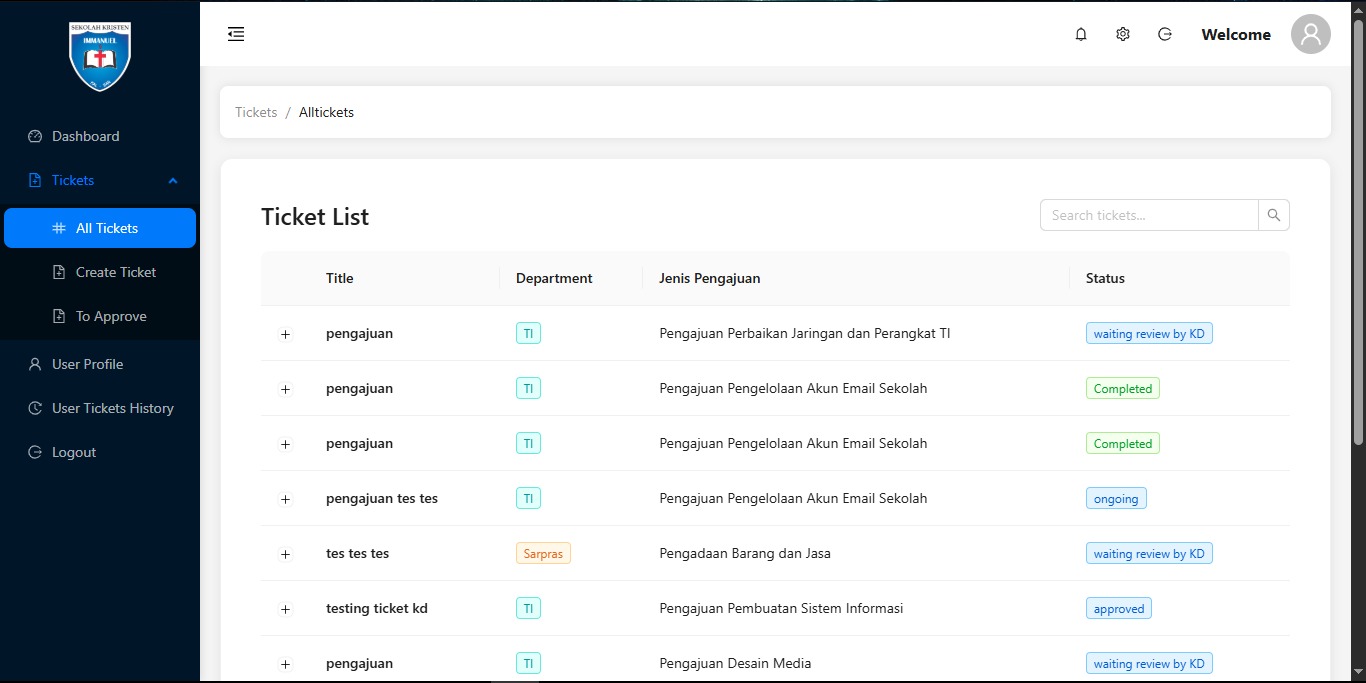 SEKOLAH KRISTEN
IMMANUEL
Welcome
Dashboard
Tickets
All Tickets
Create Ticket
To Approve
User Profile
User Tickets History
Logout
Tickets / Alltickets
Ticket List
Search tickets...
Title Department Jenis Pengajuan Status
pengajuan TI Pengajuan Perbaikan Jaringan dan Perangkat TI waiting review by KD
pengajuan TI Pengajuan Pengelolaan Akun Email Sekolah Completed
pengajuan TI Pengajuan Pengelolaan Akun Email Sekolah Completed
pengajuan tes tes TI Pengajuan Pengelolaan Akun Email Sekolah ongoing
tes tes tes Sarpras Pengadaan Barang dan Jasa waiting review by KD
testing ticket kd TI Pengajuan Pembuatan Sistem Informasi approved
pengajuan TI Pengajuan Desain Media waiting review by KD